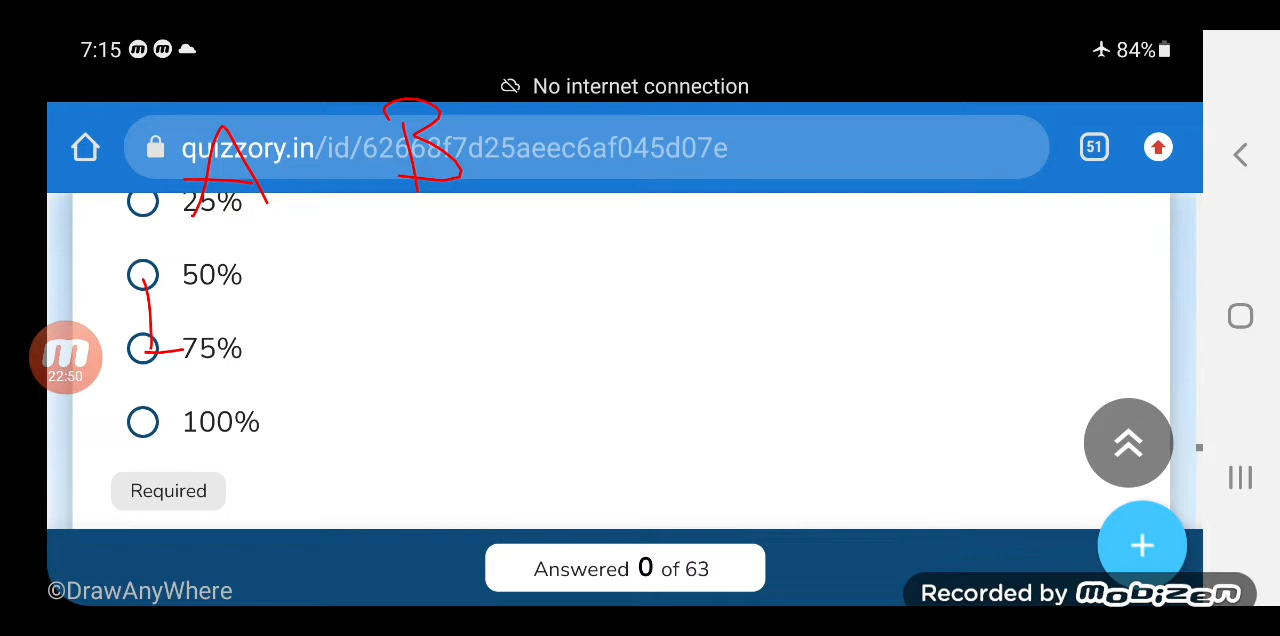 7:15 84%
No internet connection
A B
quizzory.in/id/62668f7d25aeec6af045d07e 51
25%
50%
75%
22:50
100%
Required
Answered 0 of 63
©DrawAnyWhere
Recorded by mobizen